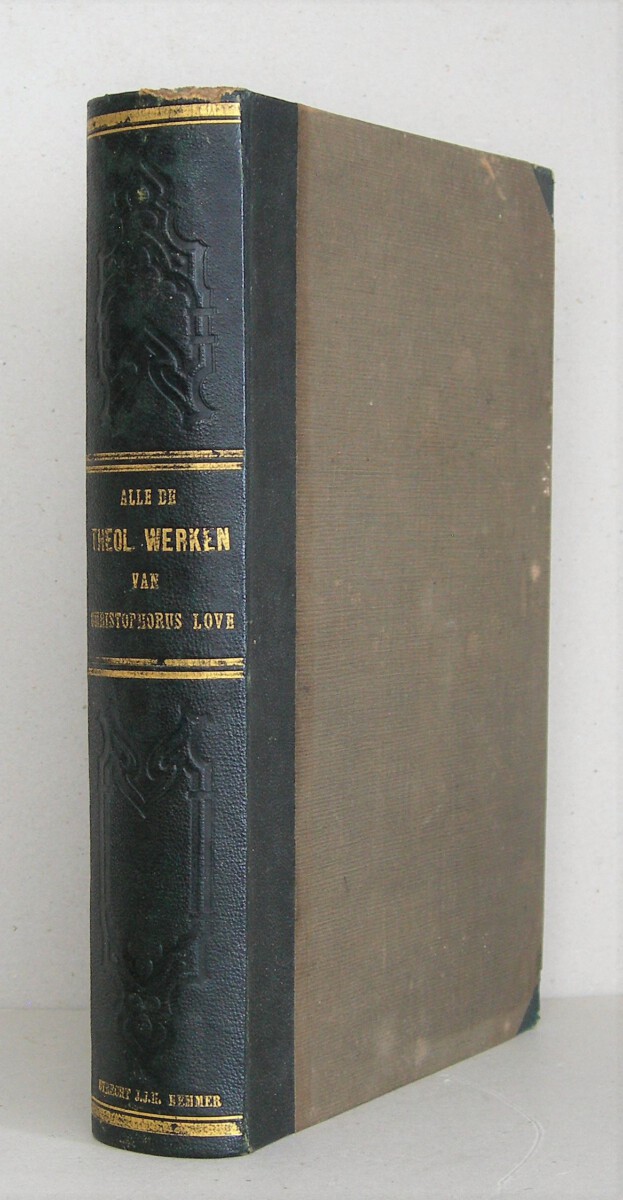 ALLE DE
THEOL. WERKEN
VAN
CHRISTOPHORUS LOVE
UTRECHT J.J.H. KEMMER